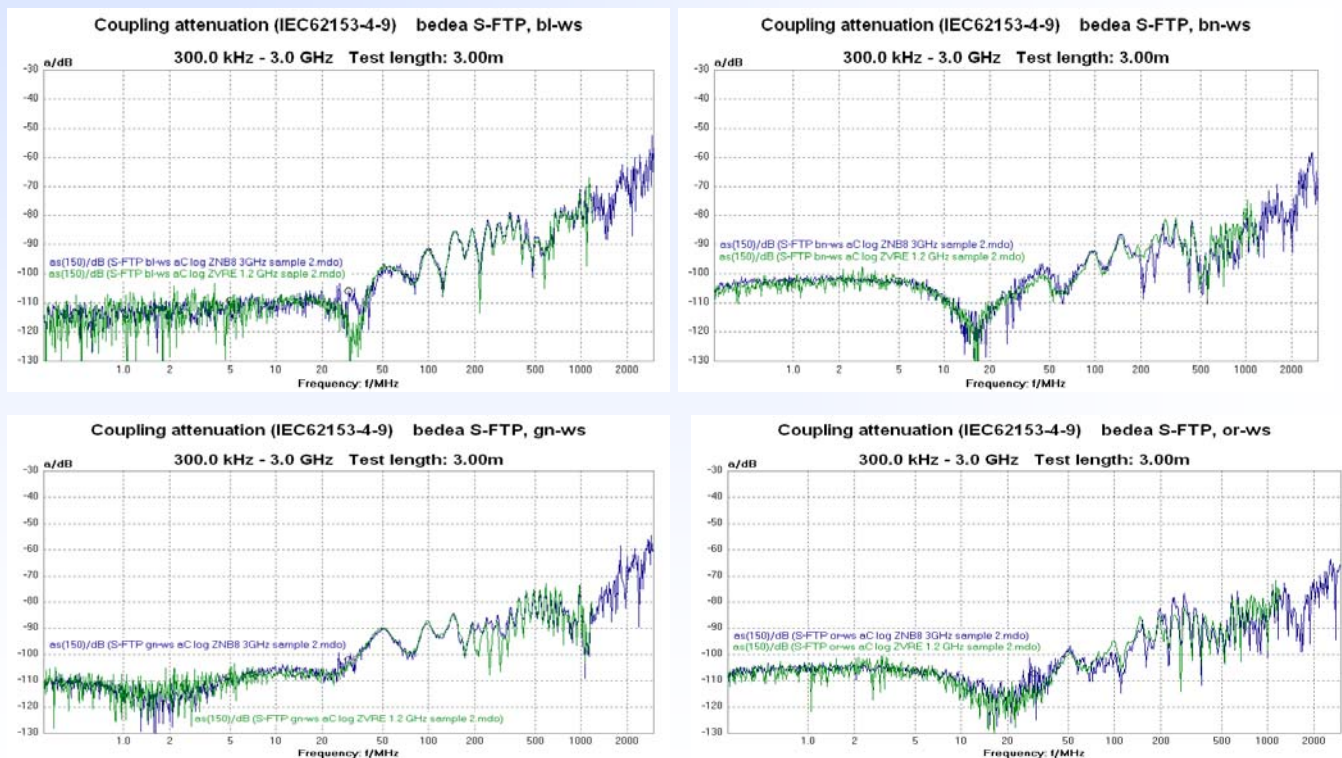 Coupling attenuation (IEC62153-4-9) bedea S-FTP, bl-ws
300.0 kHz - 3.0 GHz Test length: 3.00m
a/dB
-30
-40
-50
-60
-70
-80
-90
as(150)/dB (S-FTP bl-ws aC log ZNB8 3GHz sample 2.mdo)
-100
as(150)/dB (S-FTP bl-ws aC log ZVRE 1.2 GHz saple 2.mdo)
-110
-120
-130
1.0 2 5 10 20 50 100 200 500 1000 2000
Frequency: f/MHz
Coupling attenuation (IEC62153-4-9) bedea S-FTP, bn-ws
300.0 kHz - 3.0 GHz Test length: 3.00m
a/dB
-30
-40
-50
-60
-70
-80
-90
as(150)/dB (S-FTP bn-ws aC log ZNB8 3GHz sample 2.mdo)
as(150)/dB (S-FTP bn-ws aC log ZVRE 1.2 GHz sample 2.mdo)
-100
-110
-120
-130
1.0 2 5 10 20 50 100 200 500 1000 2000
Frequency: f/MHz
Coupling attenuation (IEC62153-4-9) bedea S-FTP, gn-ws
300.0 kHz - 3.0 GHz Test length: 3.00m
a/dB
-30
-40
-50
-60
-70
-80
-90
as(150)/dB (S-FTP gn-ws aC log ZNB8 3GHz sample 2.mdo)
-100
-110
-120
as(150)/dB (S-FTP gn-ws aC log ZVRE 1.2 GHz sample 2.mdo)
-130
1.0 2 5 10 20 50 100 200 500 1000 2000
Frequency: f/MHz
Coupling attenuation (IEC62153-4-9) bedea S-FTP, or-ws
300.0 kHz - 3.0 GHz Test length: 3.00m
a/dB
-30
-40
-50
-60
-70
-80
-90
as(150)/dB (S-FTP or-ws aC log ZNB8 3GHz sample 2.mdo)
as(150)/dB (S-FTP or-ws aC log ZVRE 1.2 GHz sample 2.mdo)
-100
-110
-120
-130
1.0 2 5 10 20 50 100 200 500 1000 2000
Frequency: f/MHz